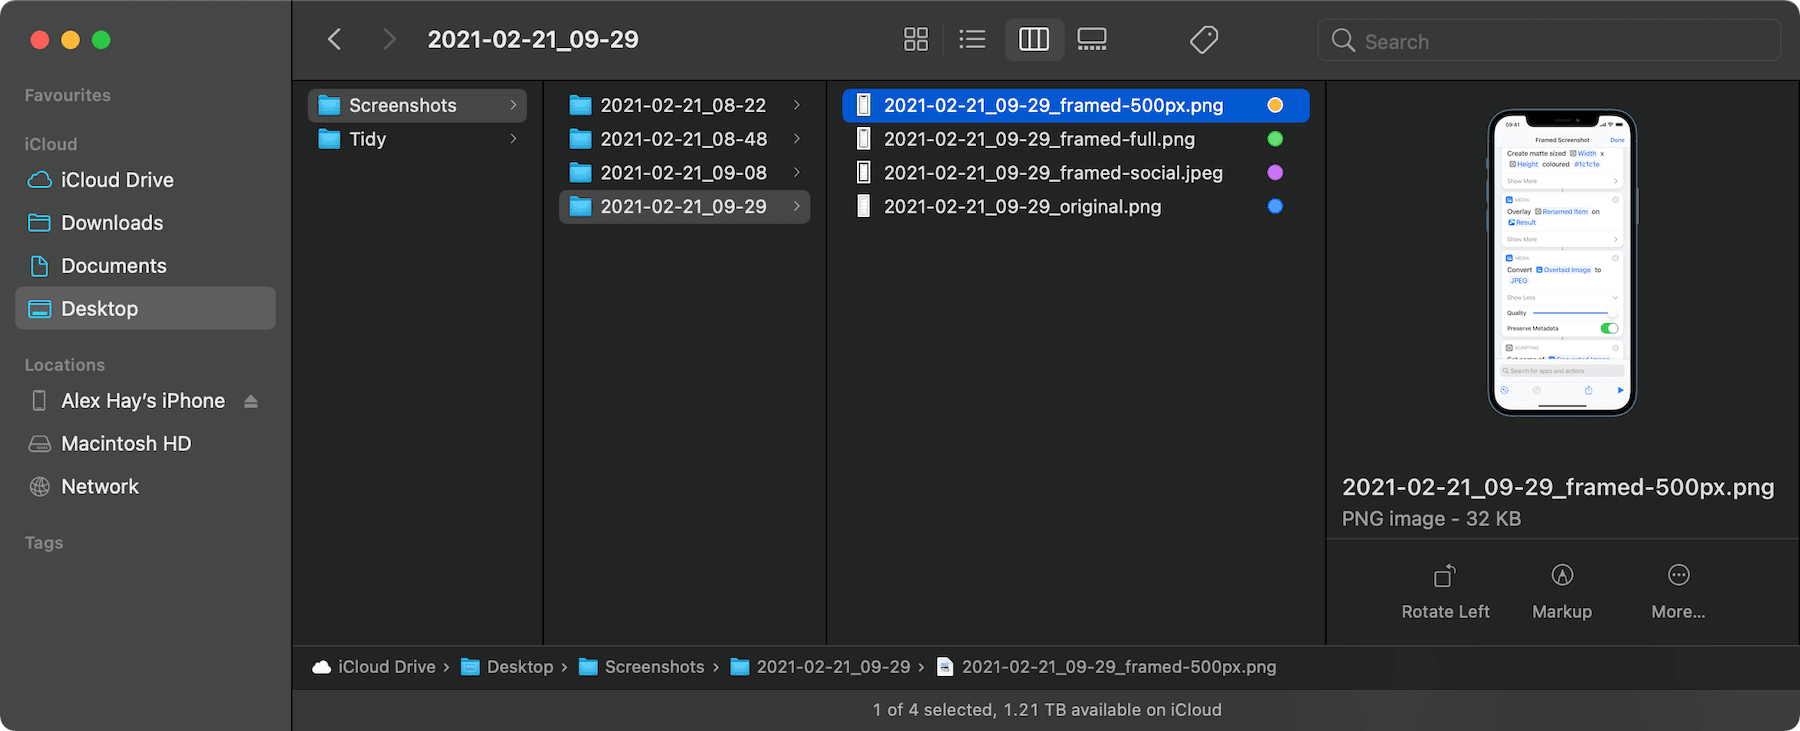 2021-02-21_09-29
Search
Favourites
iCloud
iCloud Drive
Downloads
Documents
Desktop
Locations
Alex Hay’s iPhone
Macintosh HD
Network
Tags
Screenshots
Tidy
2021-02-21_08-22
2021-02-21_08-48
2021-02-21_09-08
2021-02-21_09-29
2021-02-21_09-29_framed-500px.png
2021-02-21_09-29_framed-full.png
2021-02-21_09-29_framed-social.jpeg
2021-02-21_09-29_original.png
09:41
Framed Screenshot Done
Create matte sized Width x
Height coloured #1c1c1e
Show More
MEDIA
Overlay Renamed Item on
Result
Show More
MEDIA
Convert Overlaid Image to
JPEG
Show Less
Quality
Preserve Metadata
SCRIPTING
Search for apps and actions
2021-02-21_09-29_framed-500px.png
PNG image - 32 KB
Rotate Left
Markup
More...
iCloud Drive › Desktop › Screenshots › 2021-02-21_09-29 › 2021-02-21_09-29_framed-500px.png
1 of 4 selected, 1.21 TB available on iCloud